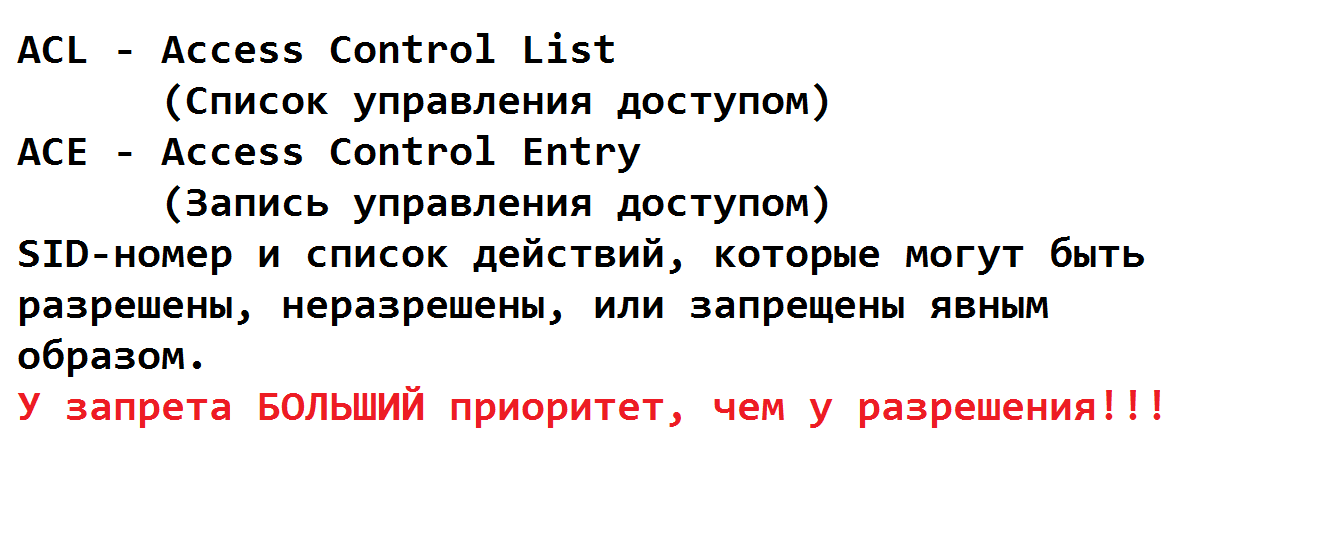 ACL - Access Control List
(Список управления доступом)
ACE - Access Control Entry
(Запись управления доступом)
SID-номер и список действий, которые могут быть
разрешены, неразрешены, или запрещены явным
образом.
У запрета БОЛЬШИЙ приоритет, чем у разрешения!!!